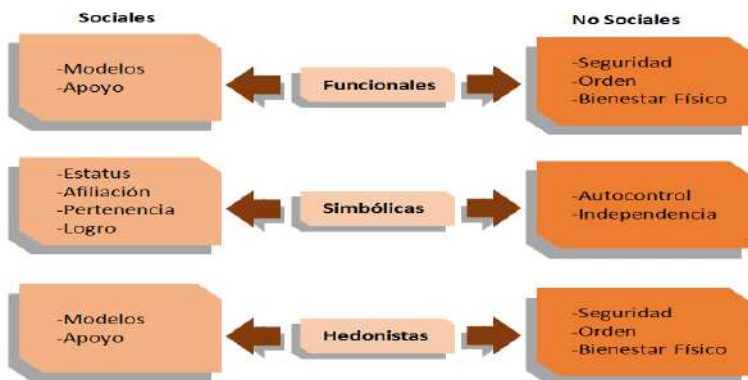 Sociales
No Sociales
-Modelos
-Apoyo
Funcionales
-Seguridad
-Orden
-Bienestar Físico
-Estatus
-Afiliación
-Pertenencia
-Logro
Simbólicas
-Autocontrol
-Independencia
-Modelos
-Apoyo
Hedonistas
-Seguridad
-Orden
-Bienestar Físico